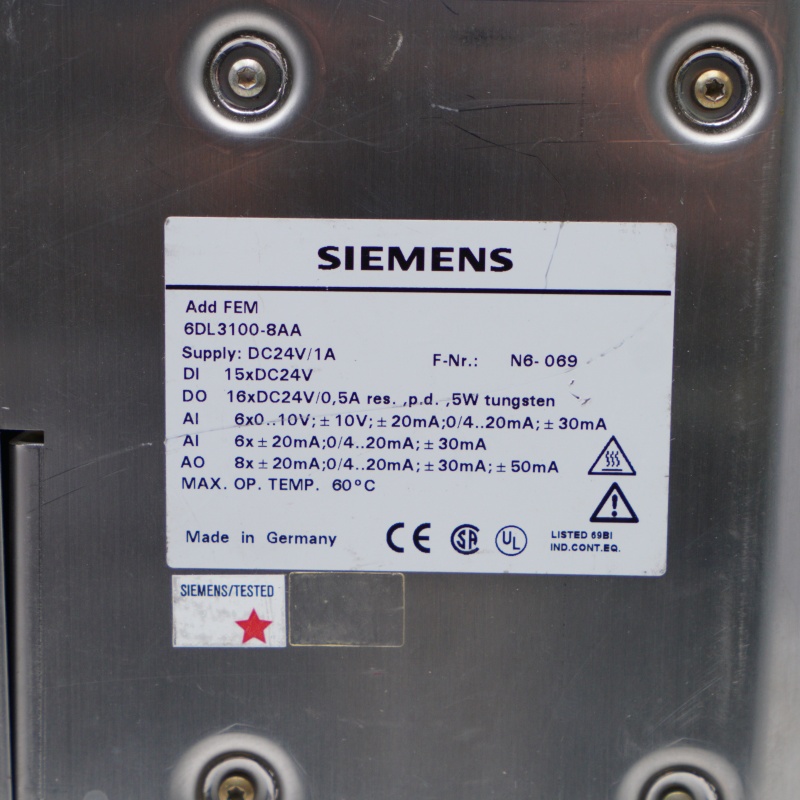 SIEMENS
Add FEM
6DL3100-8AA
Supply: DC24V/1A F-Nr.: N6-069
DI 15xDC24V
DO 16xDC24V/0,5A res.,p.d.,5W tungsten
AI 6x0..10V;±10V;±20mA;0/4..20mA;±30mA
AI 6x±20mA;0/4..20mA;±30mA
AO 8x±20mA;0/4..20mA;±30mA;±50mA
MAX. OP. TEMP. 60°C
Made in Germany CE SA UL LISTED 69BI
IND.CONT.EQ.
SIEMENS/TESTED